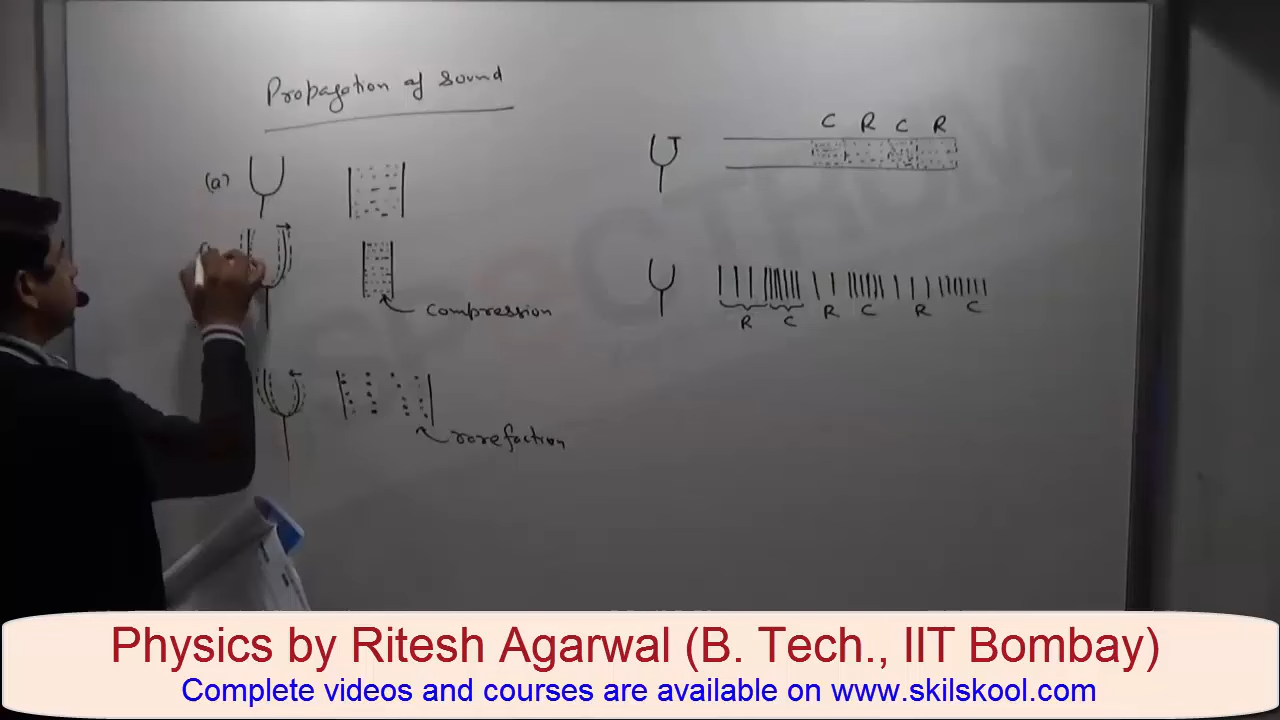 Propagation of Sound
(a)
compression
rarefaction
C R C R
R C R C R C
Physics by Ritesh Agarwal (B. Tech., IIT Bombay)
Complete videos and courses are available on www.skilskool.com